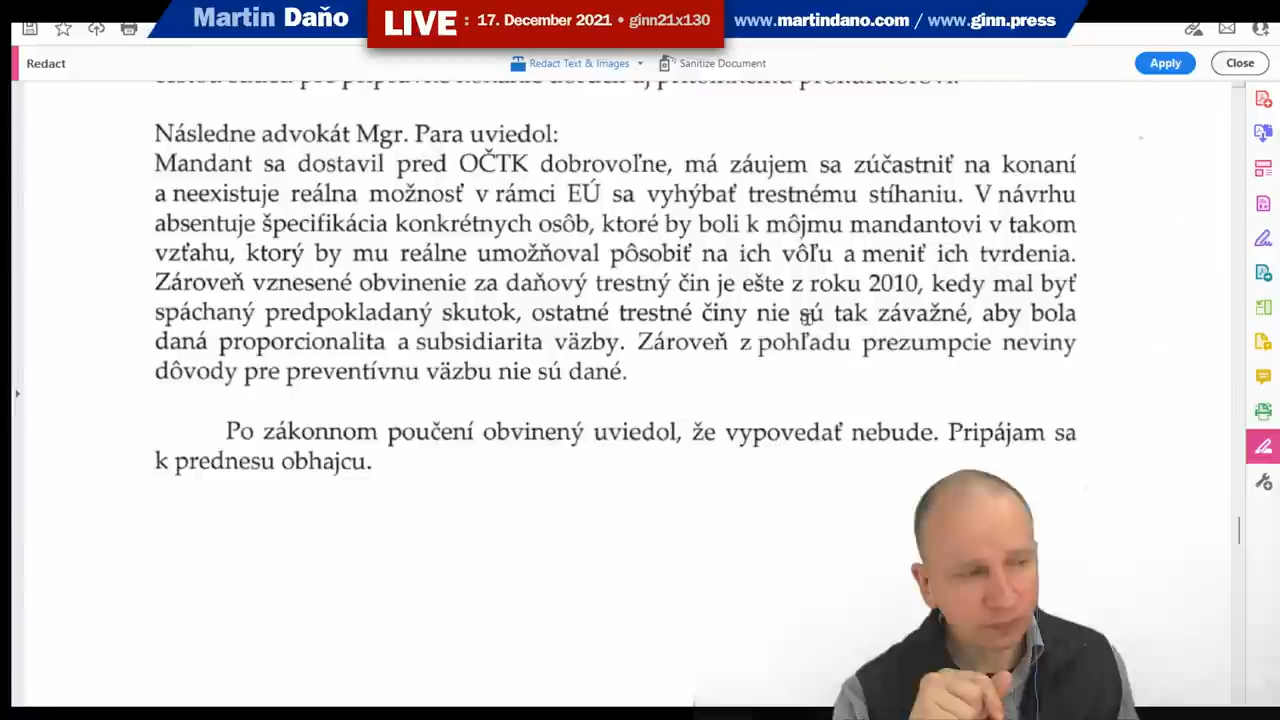 Martin Daňo
LIVE : 17. December 2021 • ginn21x130
www.martindano.com / www.ginn.press
Redact
Redact Text & Images
Sanitize Document
Apply
Close
Následne advokát Mgr. Para uviedol:
Mandant sa dostavil pred OČTK dobrovoľne, má záujem sa zúčastniť na konaní
a neexistuje reálna možnosť v rámci EÚ sa vyhýbať trestnému stíhaniu. V návrhu
absentuje špecifikácia konkrétnych osôb, ktoré by boli k môjmu mandantovi v takom
vzťahu, ktorý by mu reálne umožňoval pôsobiť na ich vôľu a meniť ich tvrdenia.
Zároveň vznesené obvinenie za daňový trestný čin je ešte z roku 2010, kedy mal byť
spáchaný predpokladaný skutok, ostatné trestné činy nie sú tak závažné, aby bola
daná proporcionalita a subsidiarita väzby. Zároveň z pohľadu prezumpcie neviny
dôvody pre preventívnu väzbu nie sú dané.
Po zákonnom poučení obvinený uviedol, že vypovedať nebude. Pripájam sa
k prednesu obhajcu.